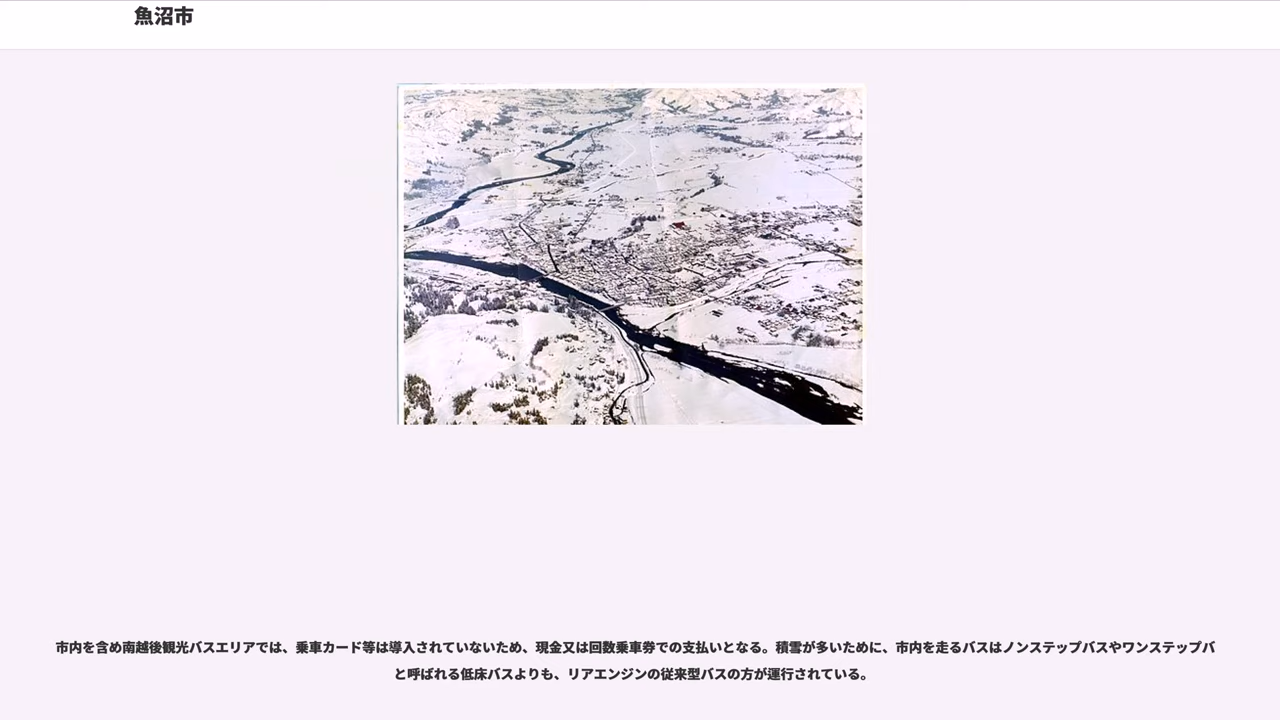 魚沼市
市内を含め南越後観光バスエリアでは、乗車カード等は導入されていないため、現金又は回数乗車券での支払いとなる。積雪が多いために、市内を走るバスはノンステップバスやワンステップバ
と呼ばれる低床バスよりも、リアエンジンの従来型バスの方が運行されている。